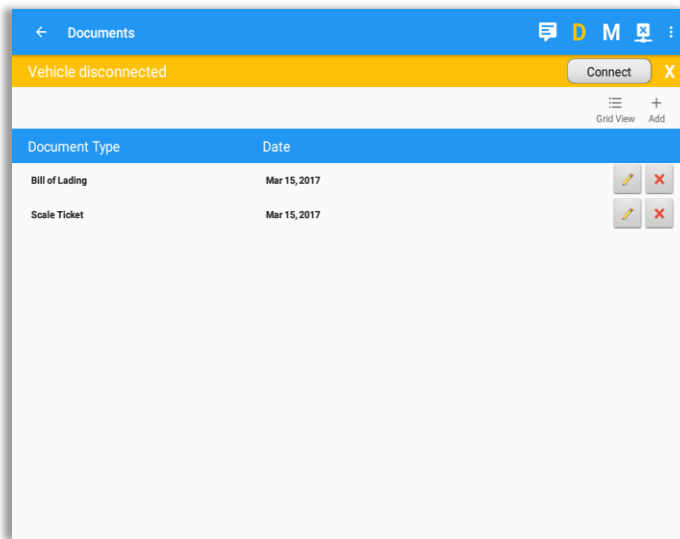 Documents D M
Vehicle disconnected Connect X
Grid View Add
Document Type Date
Bill of Lading Mar 15, 2017
Scale Ticket Mar 15, 2017